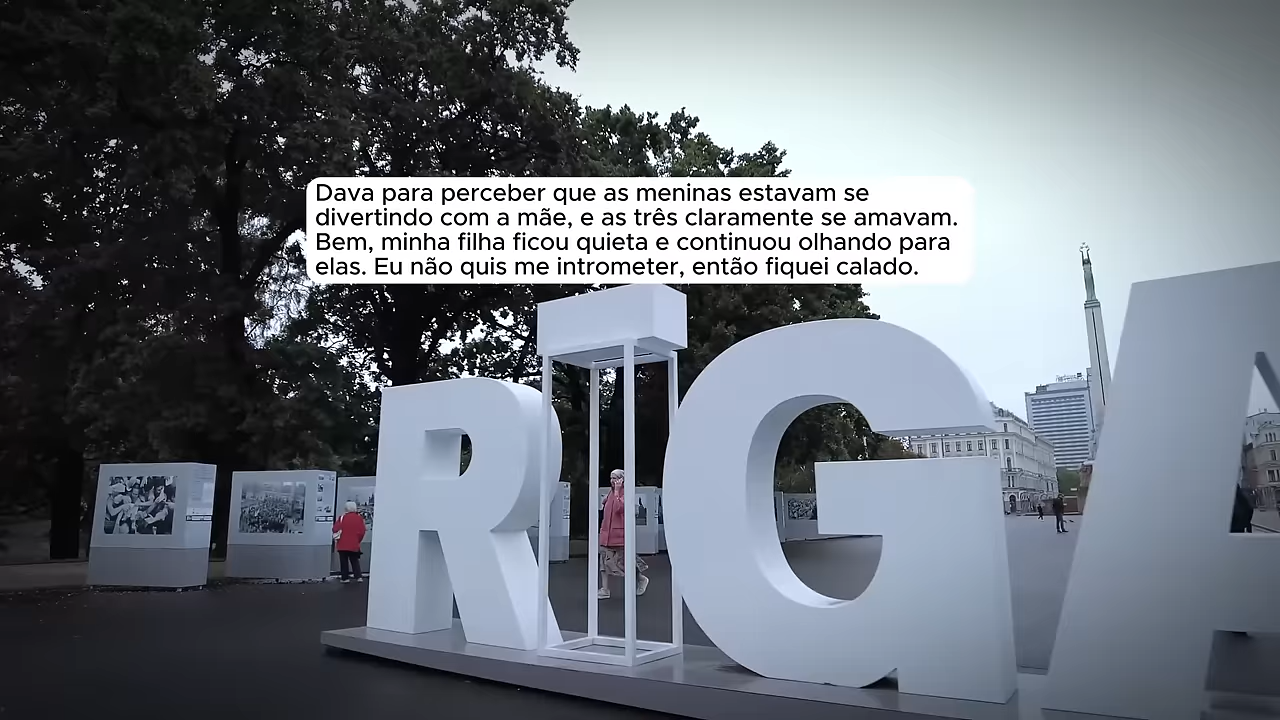 Dava para perceber que as meninas estavam se
divertindo com a mãe, e as três claramente se amavam.
Bem, minha filha ficou quieta e continuou olhando para
elas. Eu não quis me intrometer, então fiquei calado.
RĪGA